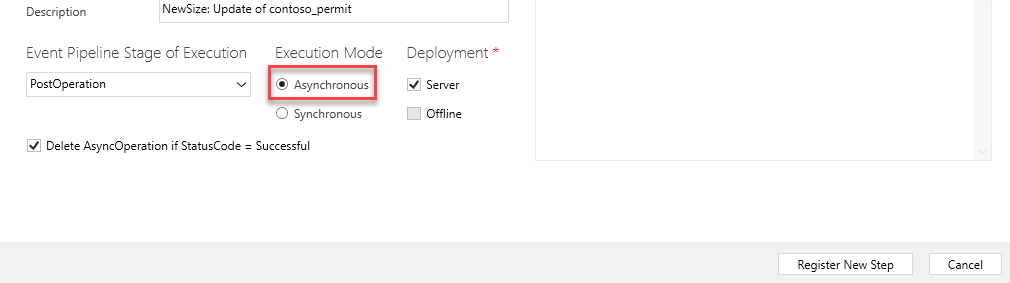 Description
NewSize: Update of contoso_permit
Event Pipeline Stage of Execution
Execution Mode
Deployment *
PostOperation
Asynchronous
Server
Synchronous
Offline
Delete AsyncOperation if StatusCode = Successful
Register New Step
Cancel